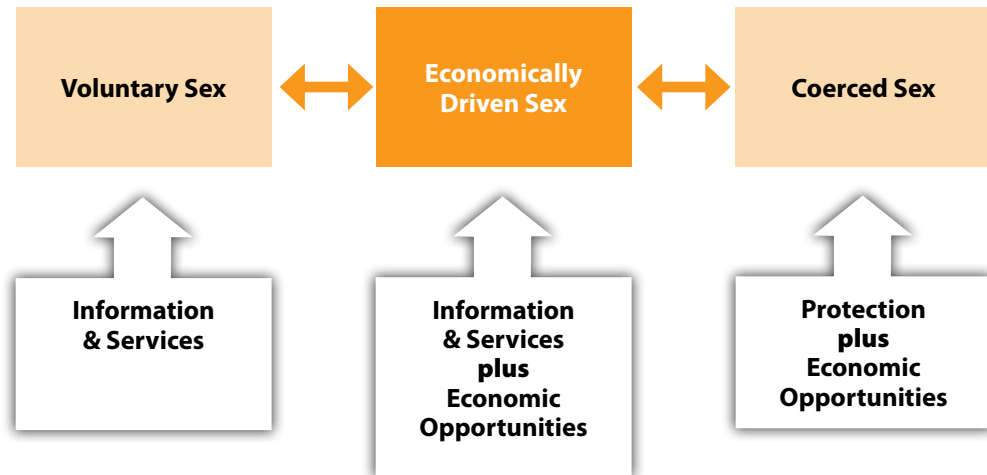 Voluntary Sex
Economically
Driven Sex
Coerced Sex
Information
& Services
Information
& Services
plus
Economic
Opportunities
Protection
plus
Economic
Opportunities